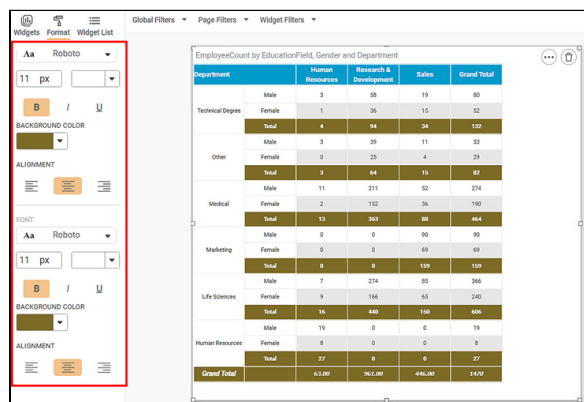 Widgets Format Widget List Global Filters Page Filters Widget Filters
Aa Roboto
11 px
B I U
BACKGROUND COLOR
ALIGNMENT
FONT
Aa Roboto
11 px
B I U
BACKGROUND COLOR
ALIGNMENT
EmployeeCount by EducationField, Gender and Department
Department Human Resources Research & Development Sales Grand Total
Technical Degree Male 3 58 19 80
Female 1 36 15 52
Total 4 94 34 132
Other Male 3 39 11 53
Female 0 25 4 29
Total 3 64 15 82
Medical Male 11 211 52 274
Female 2 152 36 190
Total 13 363 88 464
Marketing Male 0 0 90 90
Female 0 0 69 69
Total 0 0 159 159
Life Sciences Male 7 274 85 366
Female 9 166 65 240
Total 16 440 150 606
Human Resources Male 19 0 0 19
Female 8 0 0 8
Total 27 0 0 27
Grand Total 63.00 961.00 446.00 1470